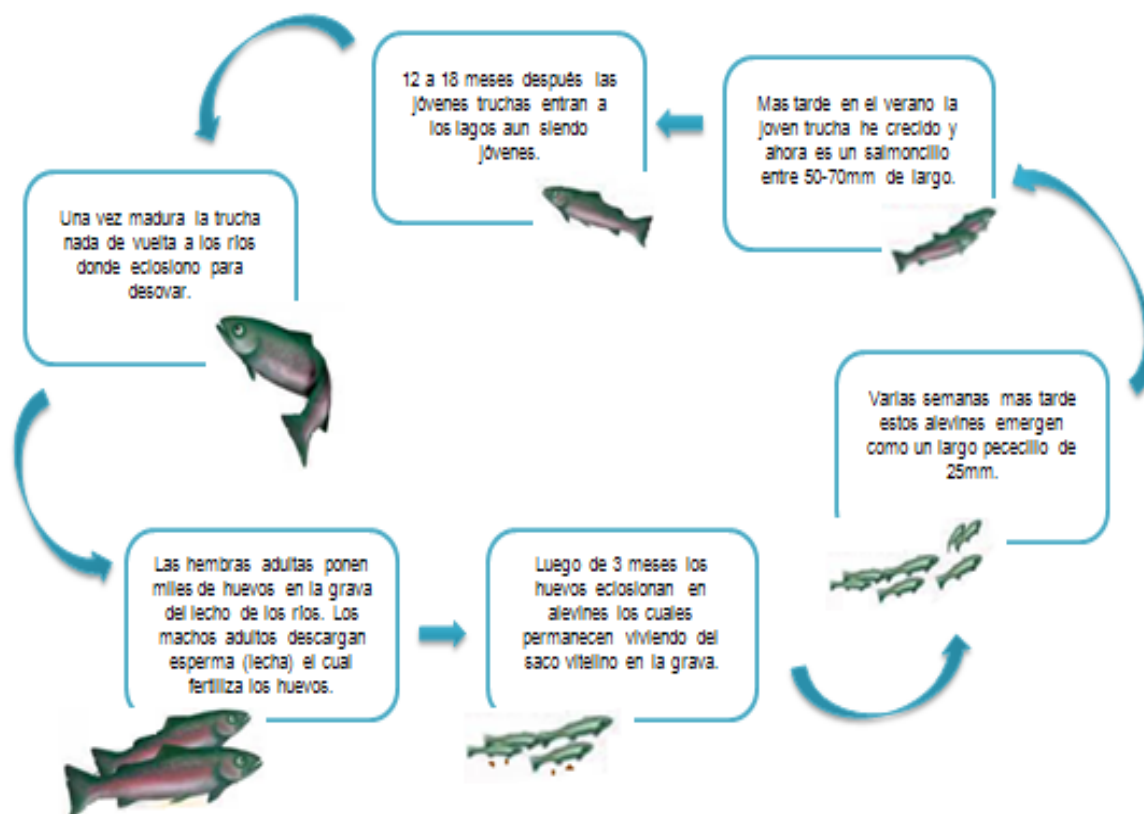 12 a 18 meses después las
jóvenes truchas entran a
los lagos aun siendo
jóvenes.
Mas tarde en el verano la
joven trucha he crecido y
ahora es un salmoncillo
entre 50-70mm de largo.
Una vez madura la trucha
nada de vuelta a los ríos
donde eclosiono para
desovar.
Varias semanas mas tarde
estos alevines emergen
como un largo pececillo de
25mm.
Las hembras adultas ponen
miles de huevos en la grava
del lecho de los ríos. Los
machos adultos descargan
esperma (lecha) el cual
fertiliza los huevos.
Luego de 3 meses los
huevos eclosionan en
alevines los cuales
permanecen viviendo del
saco vitelino en la grava.